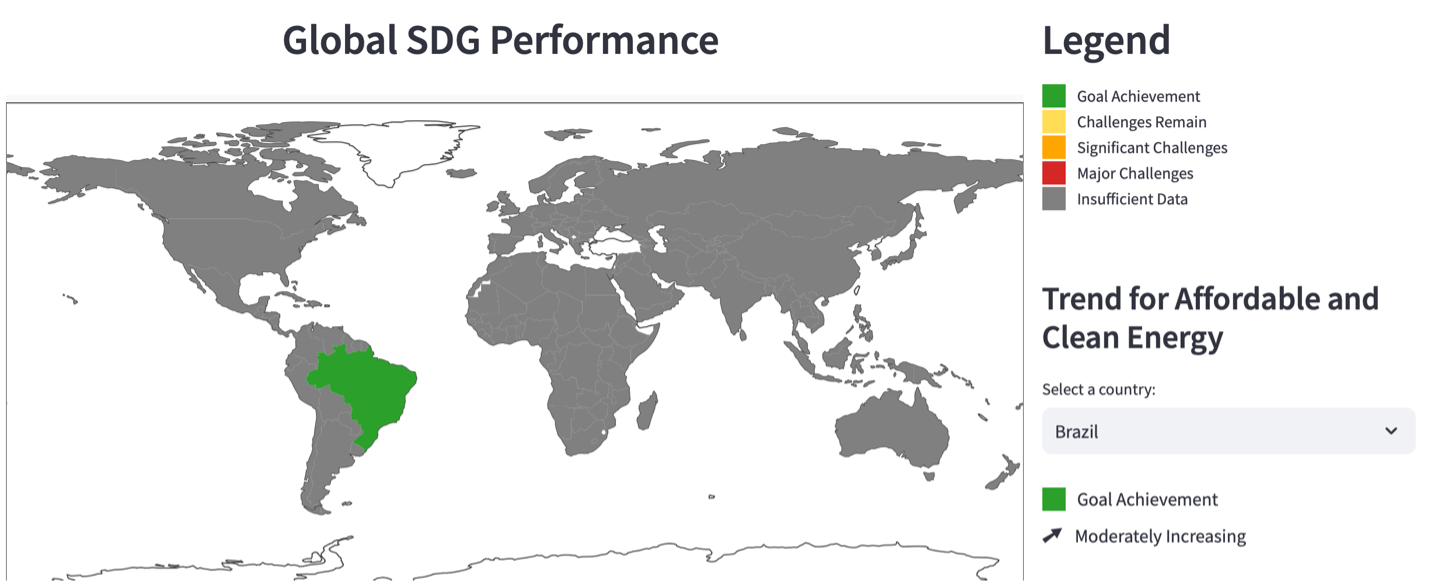 Global SDG Performance
Legend
Goal Achievement
Challenges Remain
Significant Challenges
Major Challenges
Insufficient Data
Trend for Affordable and
Clean Energy
Select a country:
Brazil
Goal Achievement
Moderately Increasing